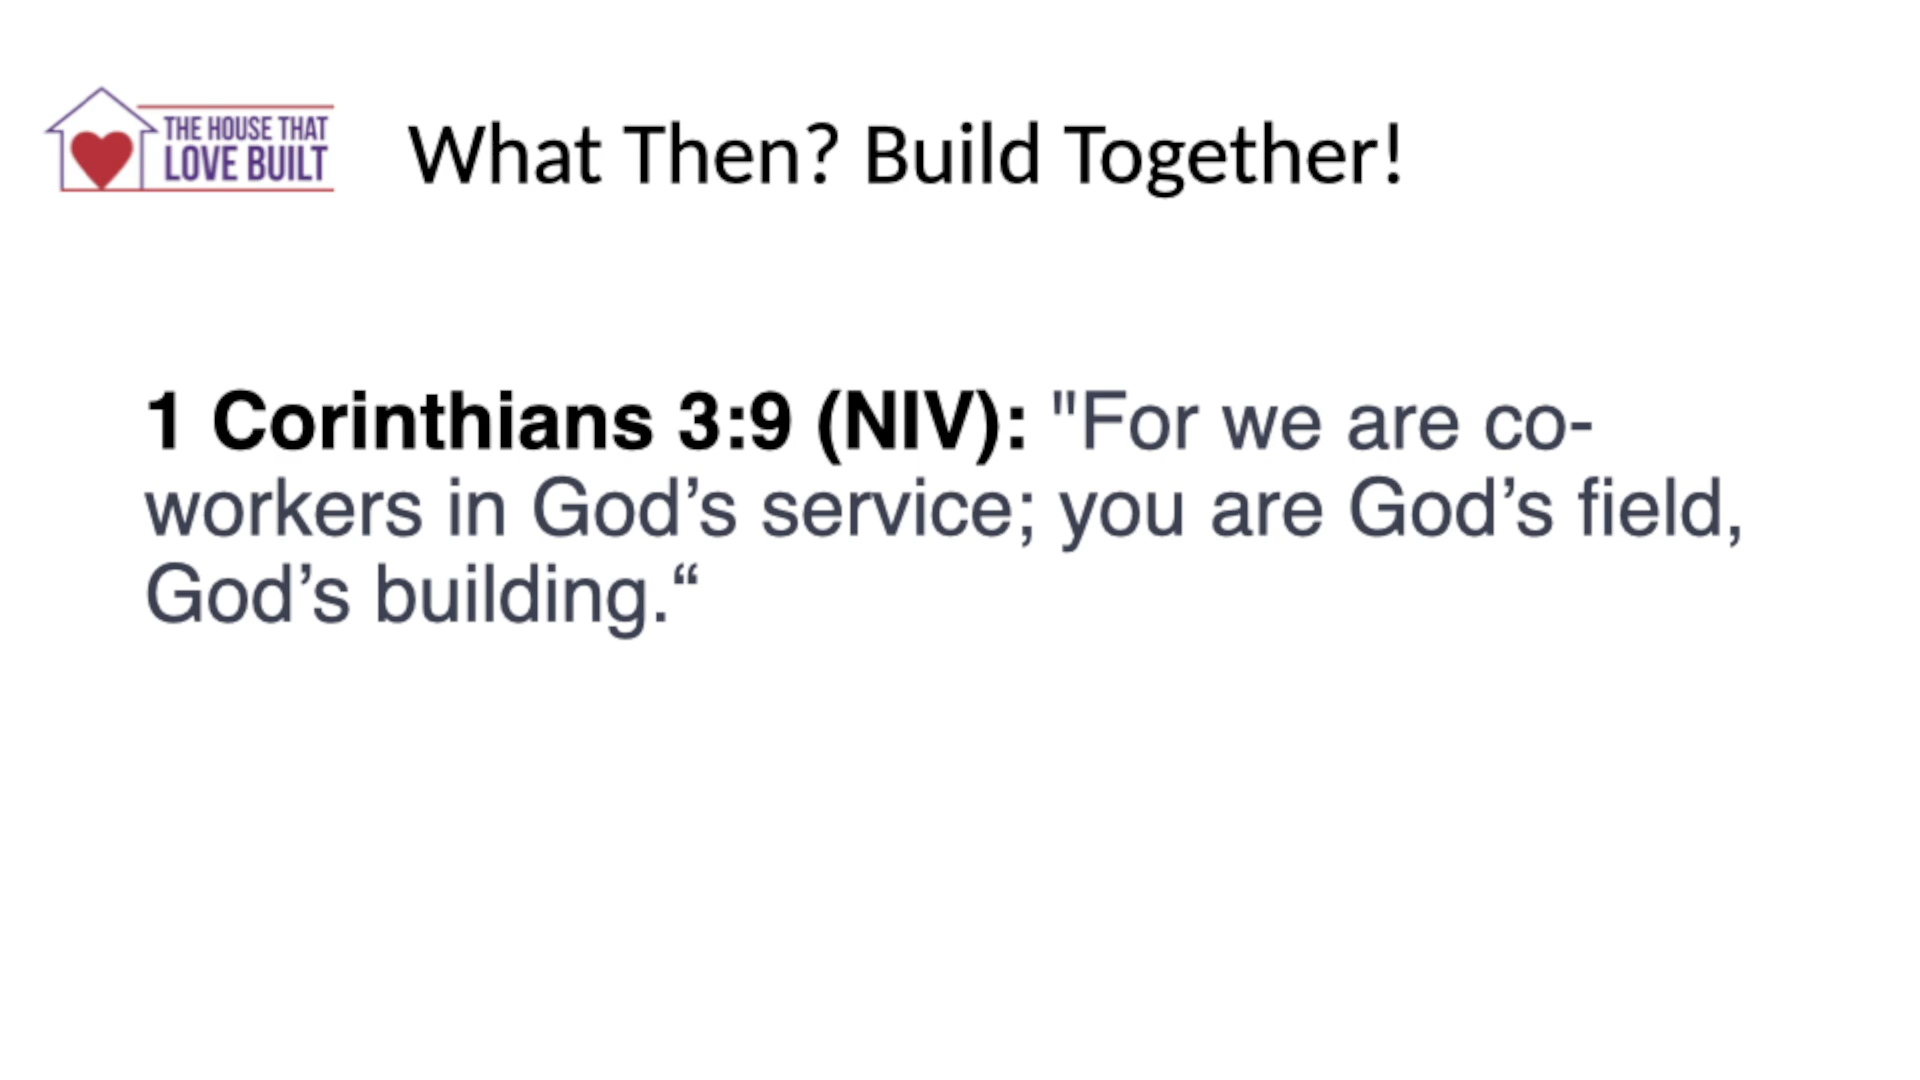 THE HOUSE THAT
LOVE BUILT
What Then? Build Together!
1 Corinthians 3:9 (NIV): "For we are co-
workers in God’s service; you are God’s field,
God’s building.“